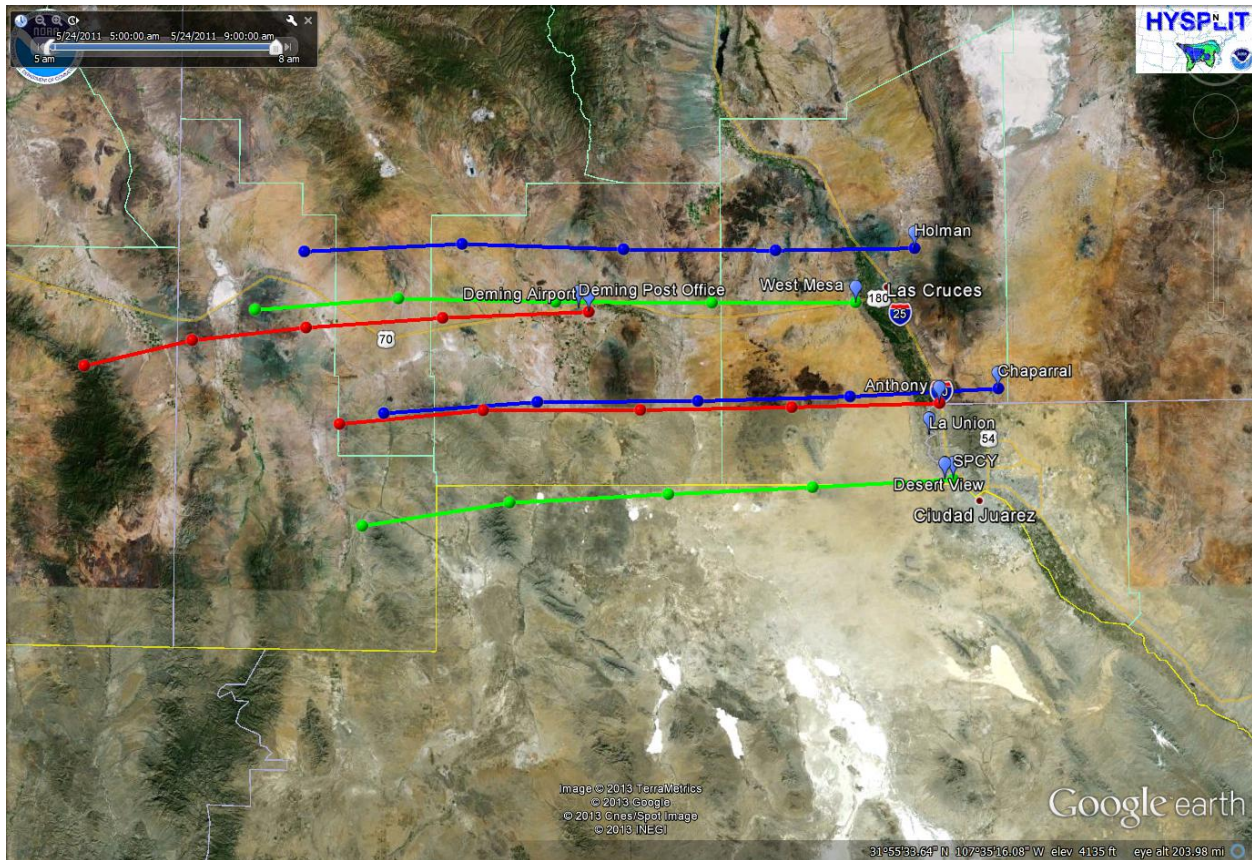 5/24/2011 5:00:00 am 5/24/2011 9:00:00 am
5 am
8 am
NOAA
HYSPLIT
N
Holman
Deming Airport
Deming Post Office
West Mesa
180
Las Cruces
25
70
Chaparral
Anthony
La Union
54
SPCY
Desert View
Ciudad Juarez
Image © 2013 TerraMetrics
© 2013 Google
© 2013 Cnes/Spot Image
© 2013 INEGI
Google earth
31°55'33.64" N 107°35'16.08" W elev 4135 ft eye alt 203.98 mi